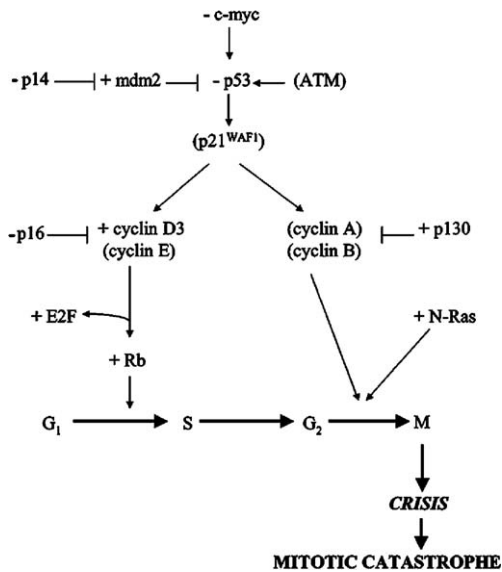 - c-myc
- p14 + mdm2 - p53 (ATM)
(p21WAF1)
-p16 + cyclin D3 (cyclin A) + p130
(cyclin E) (cyclin B)
+ E2F + N-Ras
+ Rb
G1 S G2 M
CRISIS
MITOTIC CATASTROPHE